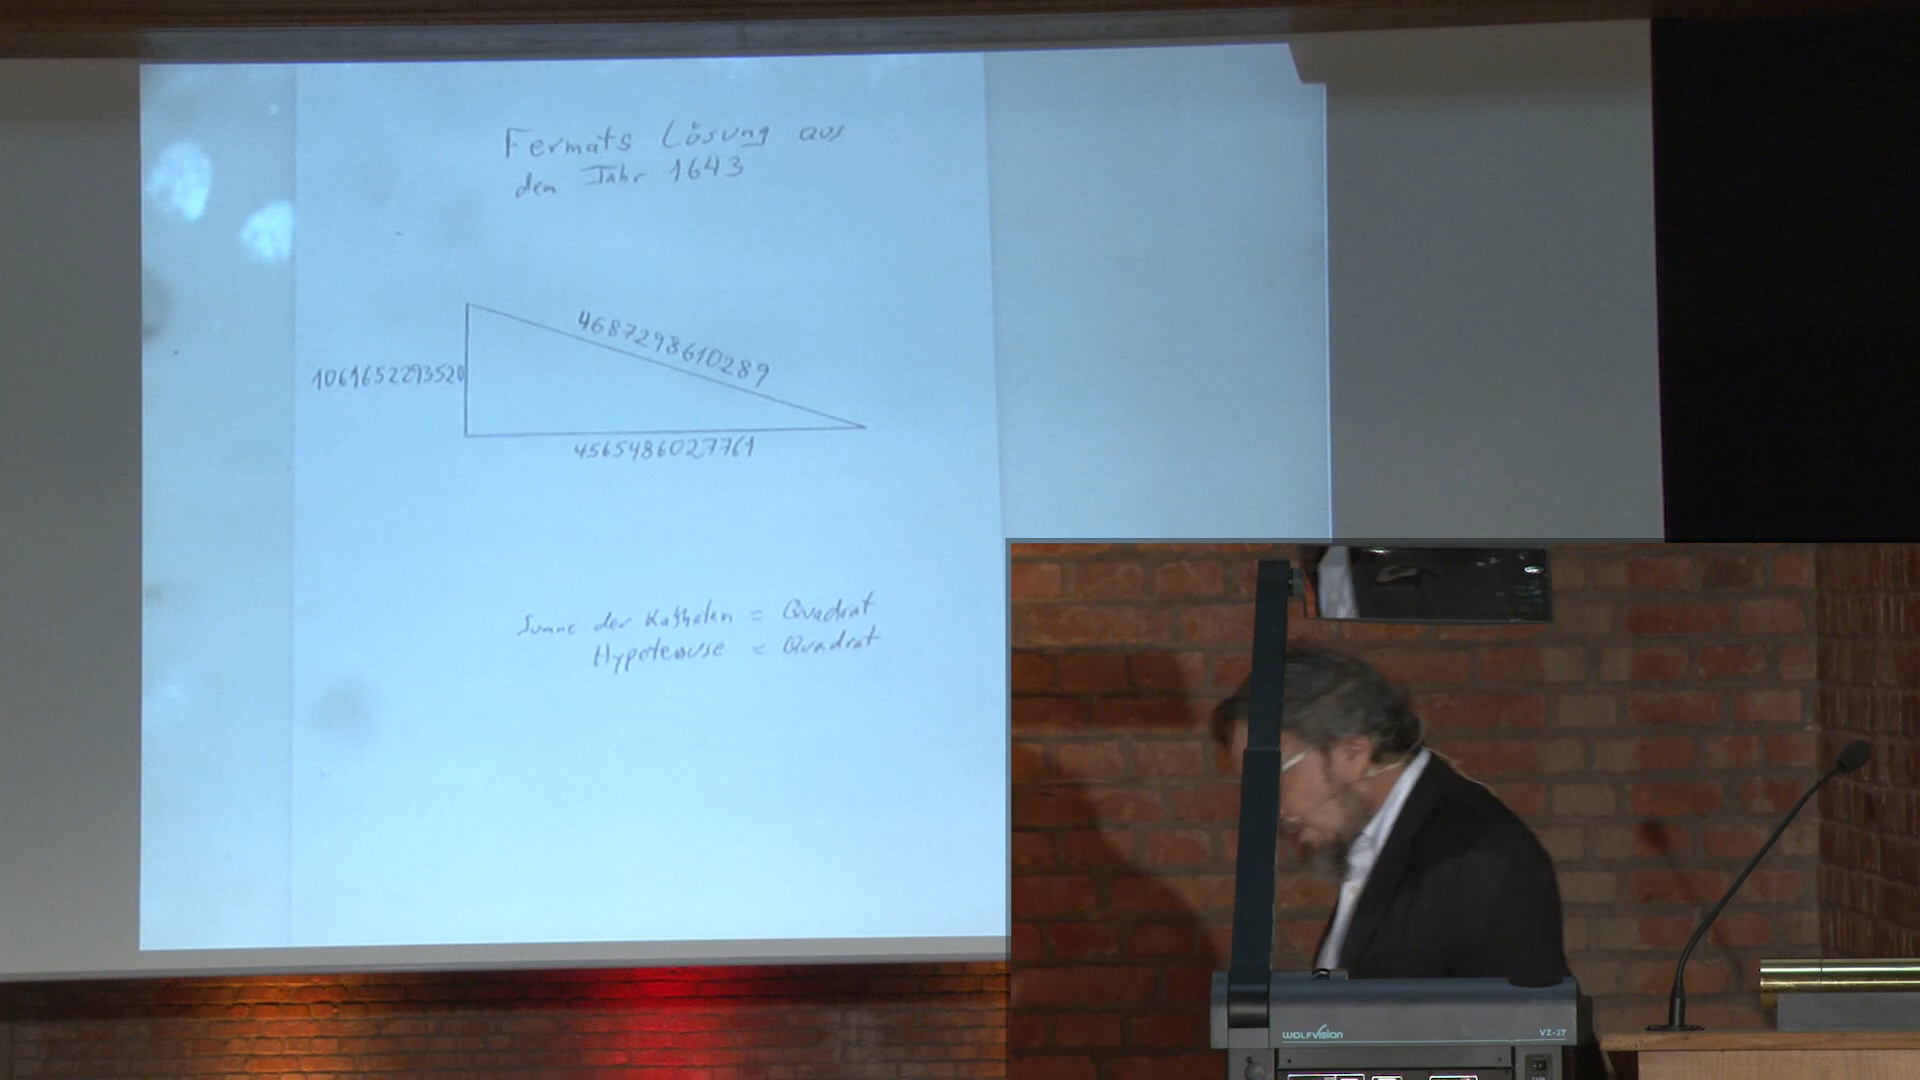 Fermats Lösung aus
dem Jahr 1643
4687298610289
1061652293520
4565486027761
Summe der Katheten = Quadrat
Hypotenuse = Quadrat
WOLFVISION
VZ-27